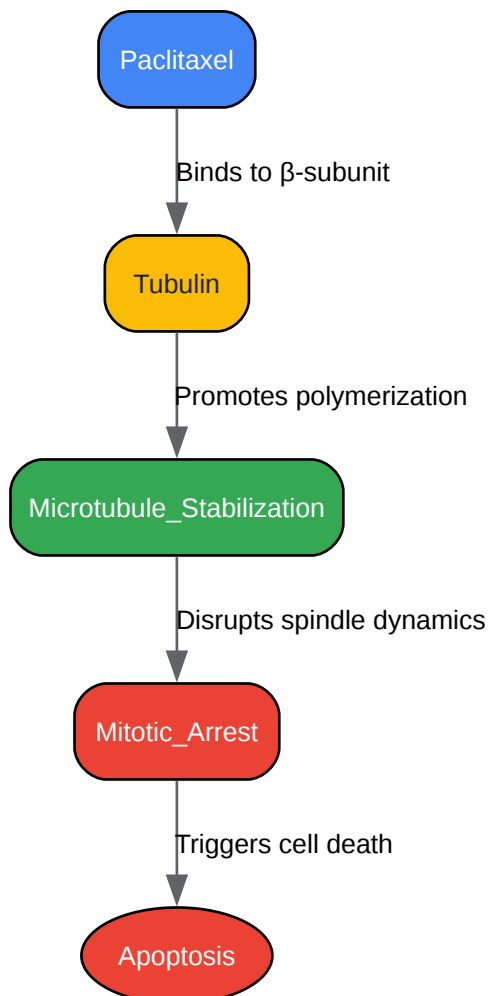 Paclitaxel
Binds to β-subunit
Tubulin
Promotes polymerization
Microtubule_Stabilization
Disrupts spindle dynamics
Mitotic_Arrest
Triggers cell death
Apoptosis